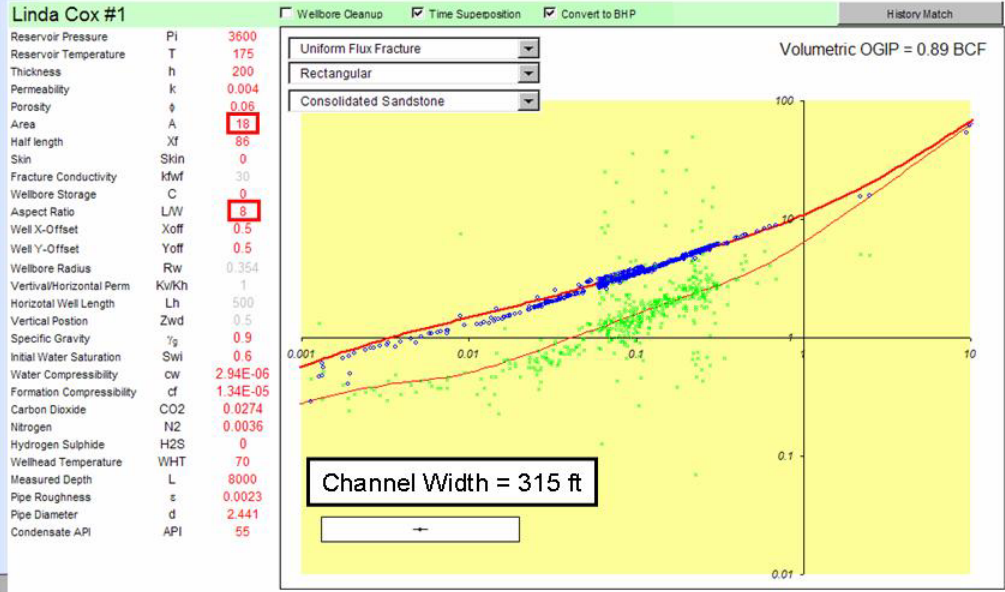 Linda Cox #1
Wellbore Cleanup Time Superposition Convert to BHP History Match
Reservoir Pressure Pi 3600
Reservoir Temperature T 175
Thickness h 200
Permeability k 0.004
Porosity ϕ 0.06
Area A 18
Half length Xf 86
Skin Skin 0
Fracture Conductivity kfwf 30
Wellbore Storage C 0
Aspect Ratio L/W 8
Well X-Offset Xoff 0.5
Well Y-Offset Yoff 0.5
Wellbore Radius Rw 0.354
Vertival/Horizontal Perm Kv/Kh 1
Horizotal Well Length Lh 500
Vertical Postion Zwd 0.5
Specific Gravity γg 0.9
Initial Water Saturation Swi 0.6
Water Compressibility cw 2.94E-06
Formation Compressibility cf 1.34E-05
Carbon Dioxide CO2 0.0274
Nitrogen N2 0.0036
Hydrogen Sulphide H2S 0
Wellhead Temperature WHT 70
Measured Depth L 8000
Pipe Roughness ε 0.0023
Pipe Diameter d 2.441
Condensate API API 55
Uniform Flux Fracture
Rectangular
Consolidated Sandstone
Volumetric OGIP = 0.89 BCF
100
10
1
0.001 0.01 0.1 1 10
0.1
Channel Width = 315 ft
0.01